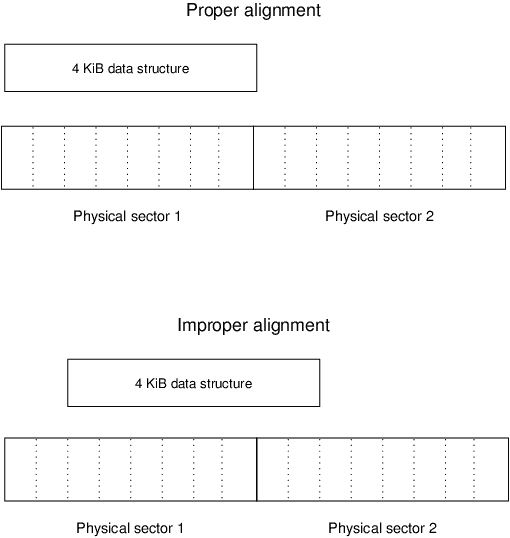 Proper alignment
4 KiB data structure
Physical sector 1
Physical sector 2
Improper alignment
4 KiB data structure
Physical sector 1
Physical sector 2